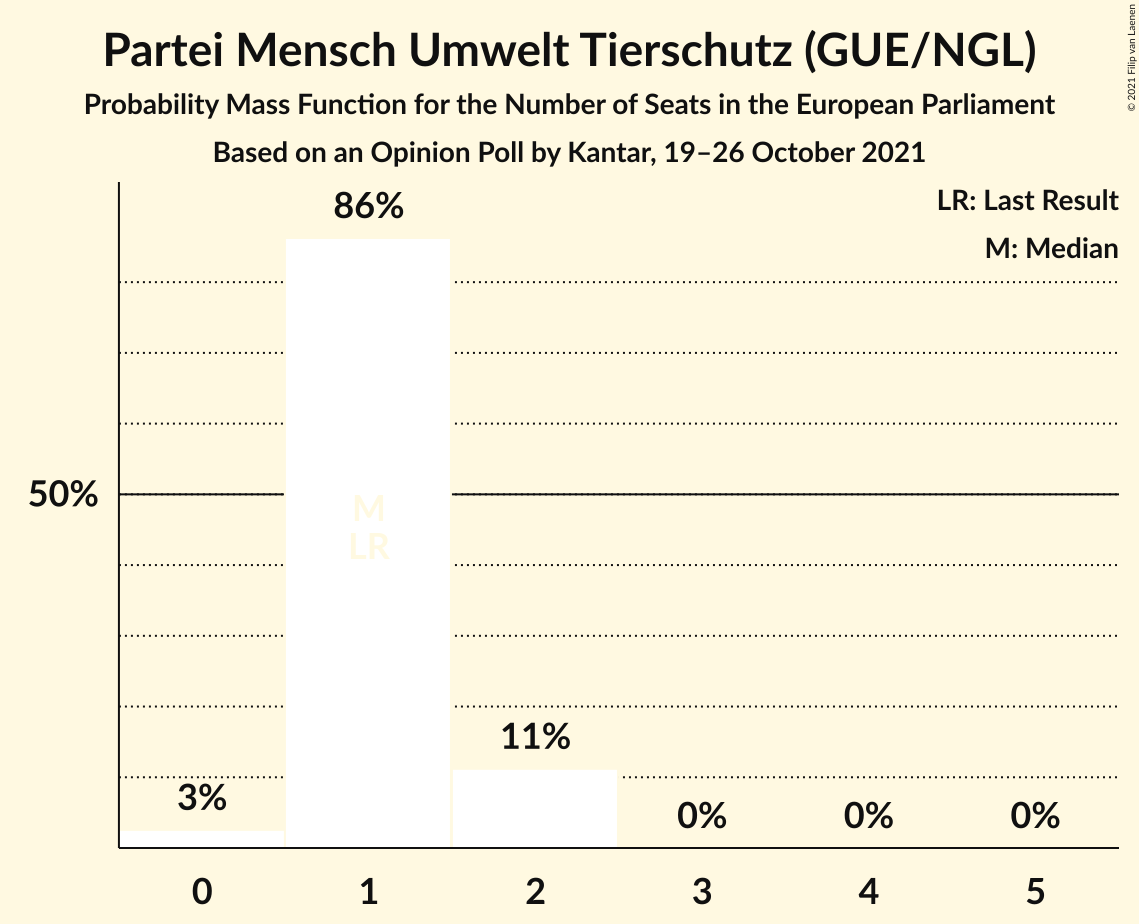 Partei Mensch Umwelt Tierschutz (GUE/NGL)
Probability Mass Function for the Number of Seats in the European Parliament
Based on an Opinion Poll by Kantar, 19–26 October 2021
© 2021 Filip van Laenen
LR: Last Result
M: Median
86%
50%
M
LR
11%
3%
0%
0%
0%
0
1
2
3
4
5